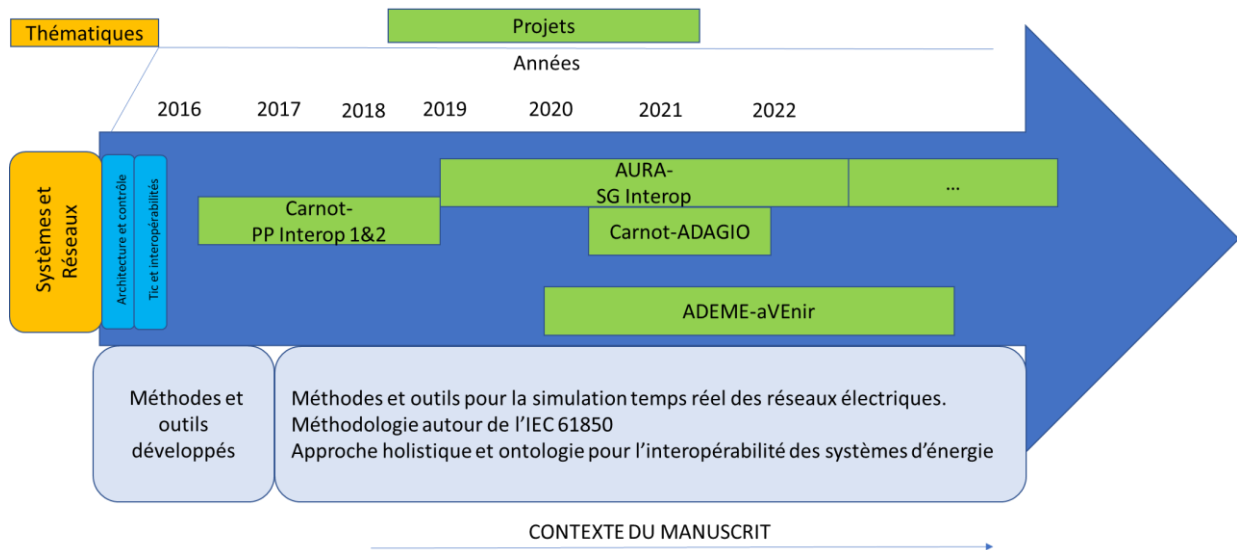 Thématiques
Projets
Années
2016 2017 2018 2019 2020 2021 2022
Systèmes et
Réseaux
Architecture et contrôle
Tic et interopérabilités
AURA-
SG Interop
...
Carnot-
PP Interop 1&2
Carnot-ADAGIO
ADEME-aVEnir
Méthodes et
outils
développés
Méthodes et outils pour la simulation temps réel des réseaux électriques.
Méthodologie autour de l'IEC 61850
Approche holistique et ontologie pour l'interopérabilité des systèmes d'énergie
CONTEXTE DU MANUSCRIT